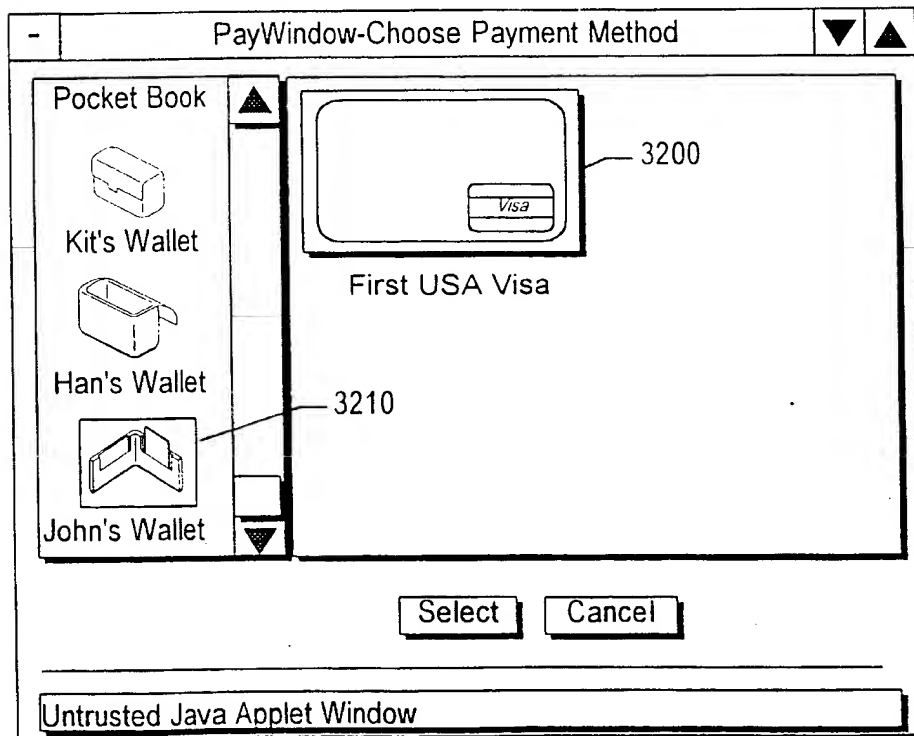 PayWindow-Choose Payment Method
Pocket Book
Kit's Wallet
Han's Wallet
3210
John's Wallet
Visa
3200
First USA Visa
Select
Cancel
Untrusted Java Applet Window